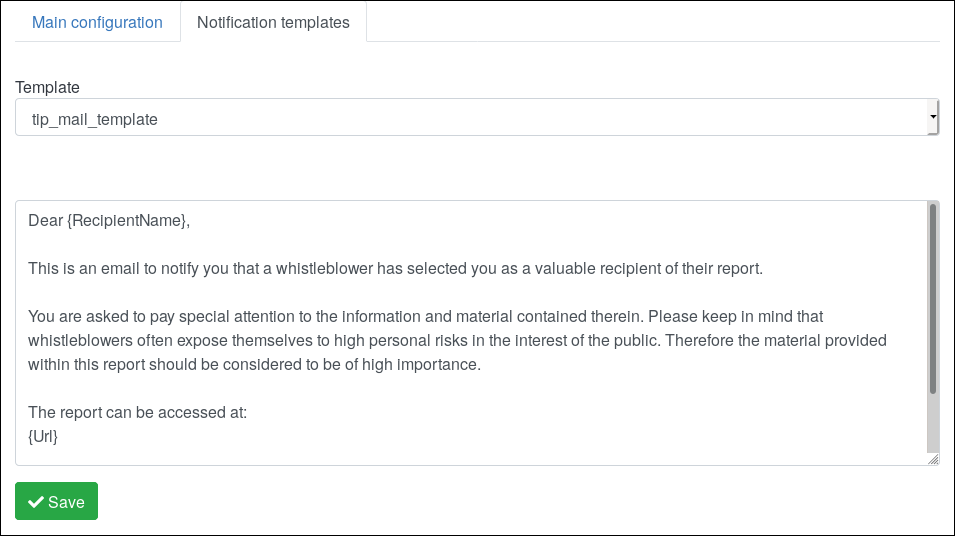 Main configuration
Notification templates
Template
tip_mail_template
Dear {RecipientName},
This is an email to notify you that a whistleblower has selected you as a valuable recipient of their report.
You are asked to pay special attention to the information and material contained therein. Please keep in mind that
whistleblowers often expose themselves to high personal risks in the interest of the public. Therefore the material provided
within this report should be considered to be of high importance.
The report can be accessed at:
{Url}
Save